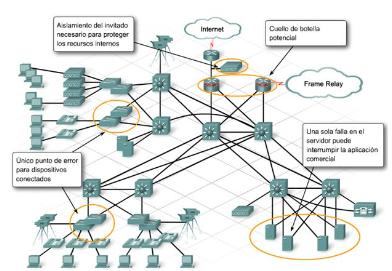 Aislamiento del invitado
necesario para proteger
los recursos internos
Internet
Cuello de botella
potencial
Frame Relay
Una sola falla en el
servidor puede
interrumpir la aplicación
comercial
Único punto de error
para dispositivos
conectados